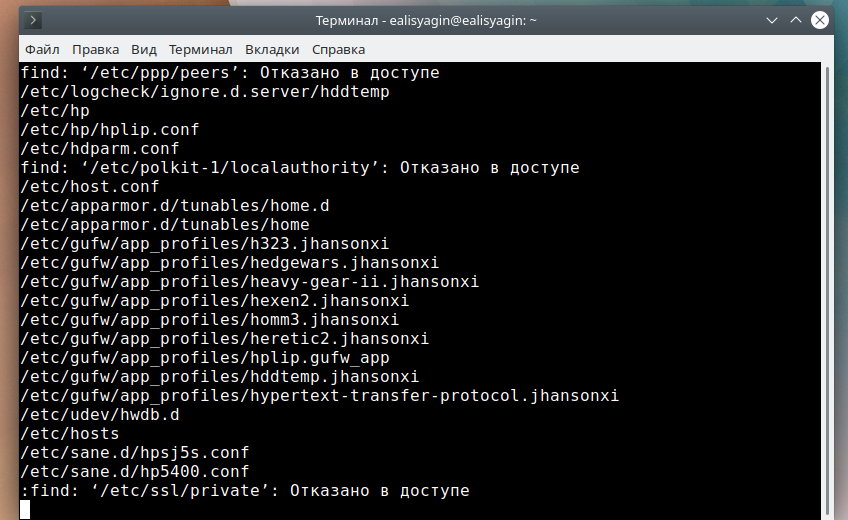 Терминал - ealisyagin@ealisyagin: ~
Файл Правка Вид Терминал Вкладки Справка
find: ‘/etc/ppp/peers’: Отказано в доступе
/etc/logcheck/ignore.d.server/hddtemp
/etc/hp
/etc/hp/hplip.conf
/etc/hdparm.conf
find: ‘/etc/polkit-1/localauthority’: Отказано в доступе
/etc/host.conf
/etc/apparmor.d/tunables/home.d
/etc/apparmor.d/tunables/home
/etc/gufw/app_profiles/h323.jhansonxi
/etc/gufw/app_profiles/hedgewars.jhansonxi
/etc/gufw/app_profiles/heavy-gear-ii.jhansonxi
/etc/gufw/app_profiles/hexen2.jhansonxi
/etc/gufw/app_profiles/homm3.jhansonxi
/etc/gufw/app_profiles/heretic2.jhansonxi
/etc/gufw/app_profiles/hplip.gufw_app
/etc/gufw/app_profiles/hddtemp.jhansonxi
/etc/gufw/app_profiles/hypertext-transfer-protocol.jhansonxi
/etc/udev/hwdb.d
/etc/hosts
/etc/sane.d/hpsj5s.conf
/etc/sane.d/hp5400.conf
:find: ‘/etc/ssl/private’: Отказано в доступе